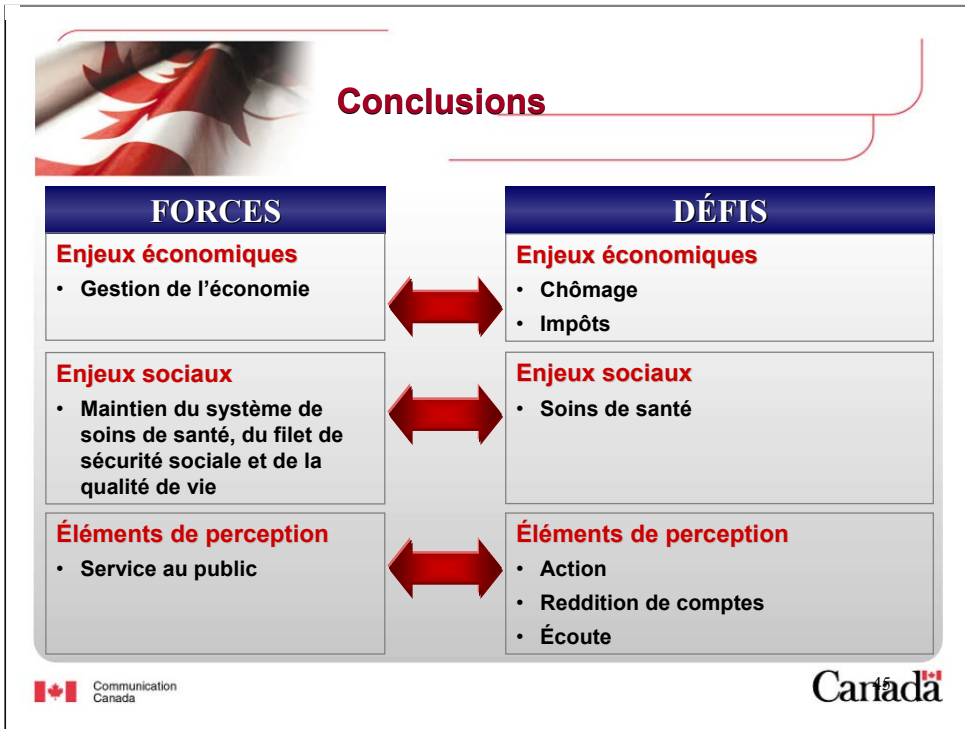 Conclusions
FORCES
Enjeux économiques
• Gestion de l'économie
Enjeux sociaux
• Maintien du système de
soins de santé, du filet de
sécurité sociale et de la
qualité de vie
Éléments de perception
• Service au public
DÉFIS
Enjeux économiques
• Chômage
• Impôts
Enjeux sociaux
• Soins de santé
Éléments de perception
• Action
• Reddition de comptes
• Écoute
Communication
Canada
Canada
45